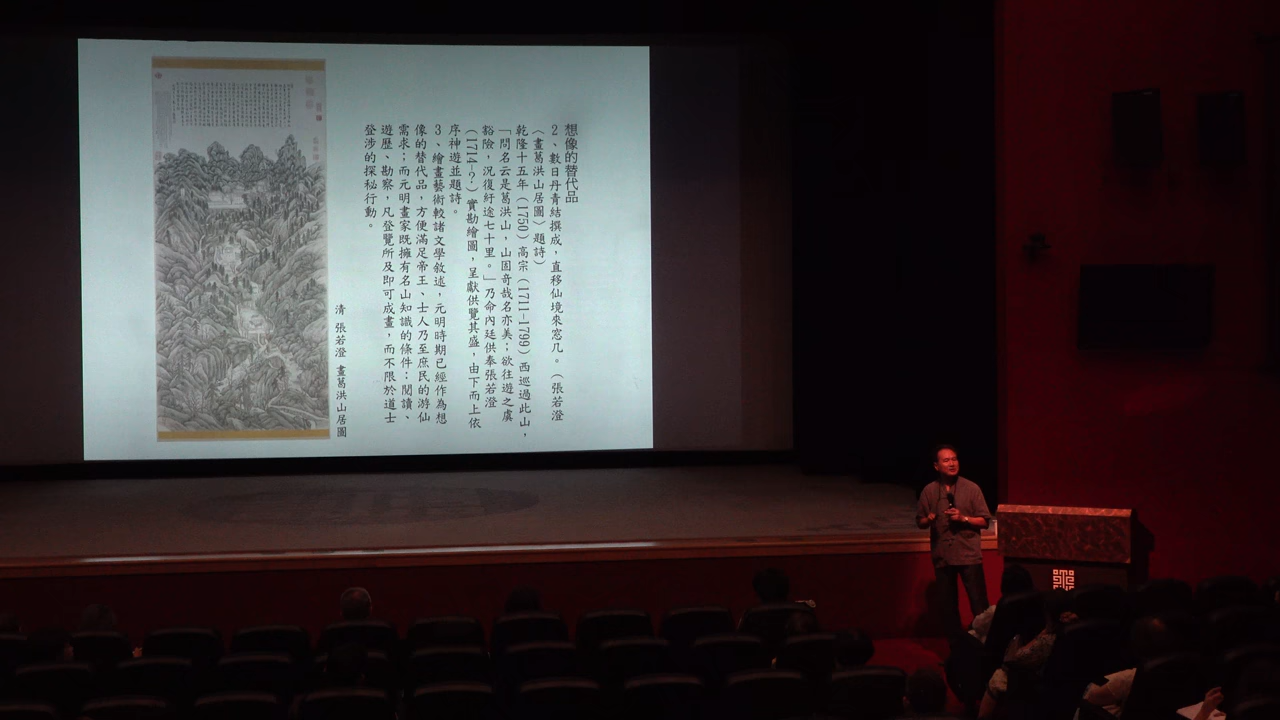 想像的替代品
2、數日丹青結撰成，直移仙境來窓几。（張若澄
〈畫葛洪山居圖〉題詩）
乾隆十五年（1750）高宗（1711-1799）西巡過此山，
「問名云是葛洪山，山固奇哉名亦美；欲往遊之虞
谿險，況復紆途七十里。」乃命內廷供奉張若澄
（1714-？）實勘繪圖，呈獻供覽其盛，由下而上依
序神遊並題詩。
3、繪畫藝術較諸文學敘述，元明時期已經作為想
像的替代品，方便滿足帝王、士人乃至庶民的游仙
需求；而元明畫家既擁有名山知識的條件；閱讀、
遊歷、勘察，凡登覽所及即可成畫，而不限於道士
登涉的探秘行動。
清 張若澄 畫葛洪山居圖